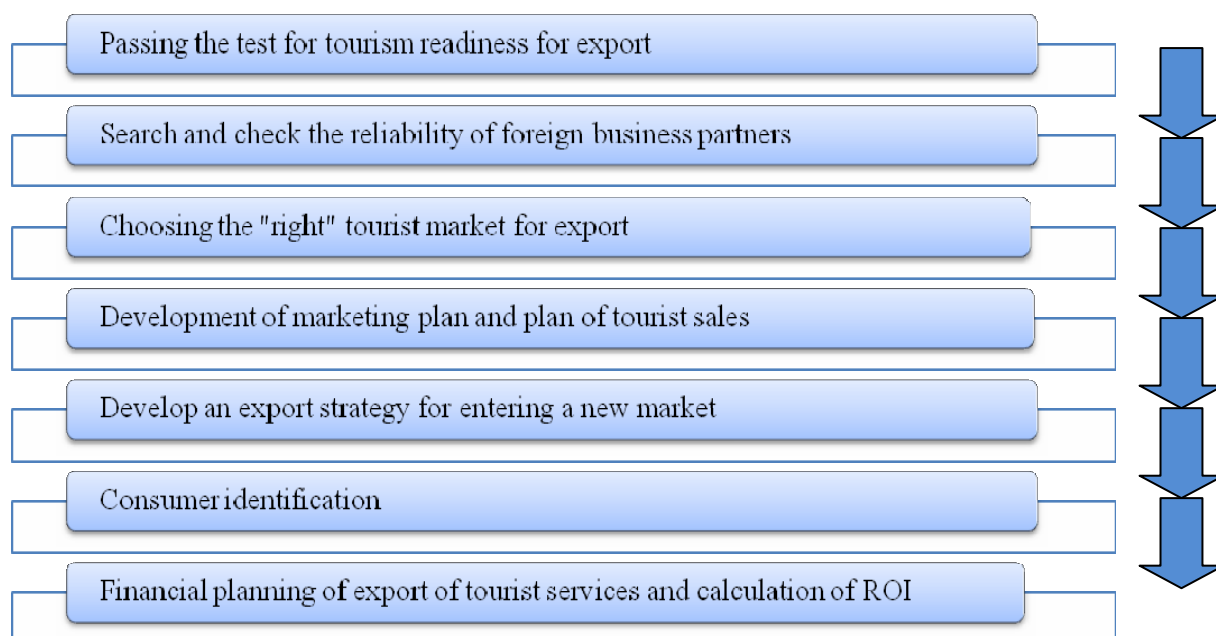 Passing the test for tourism readiness for export
Search and check the reliability of foreign business partners
Choosing the "right" tourist market for export
Development of marketing plan and plan of tourist sales
Develop an export strategy for entering a new market
Consumer identification
Financial planning of export of tourist services and calculation of ROI